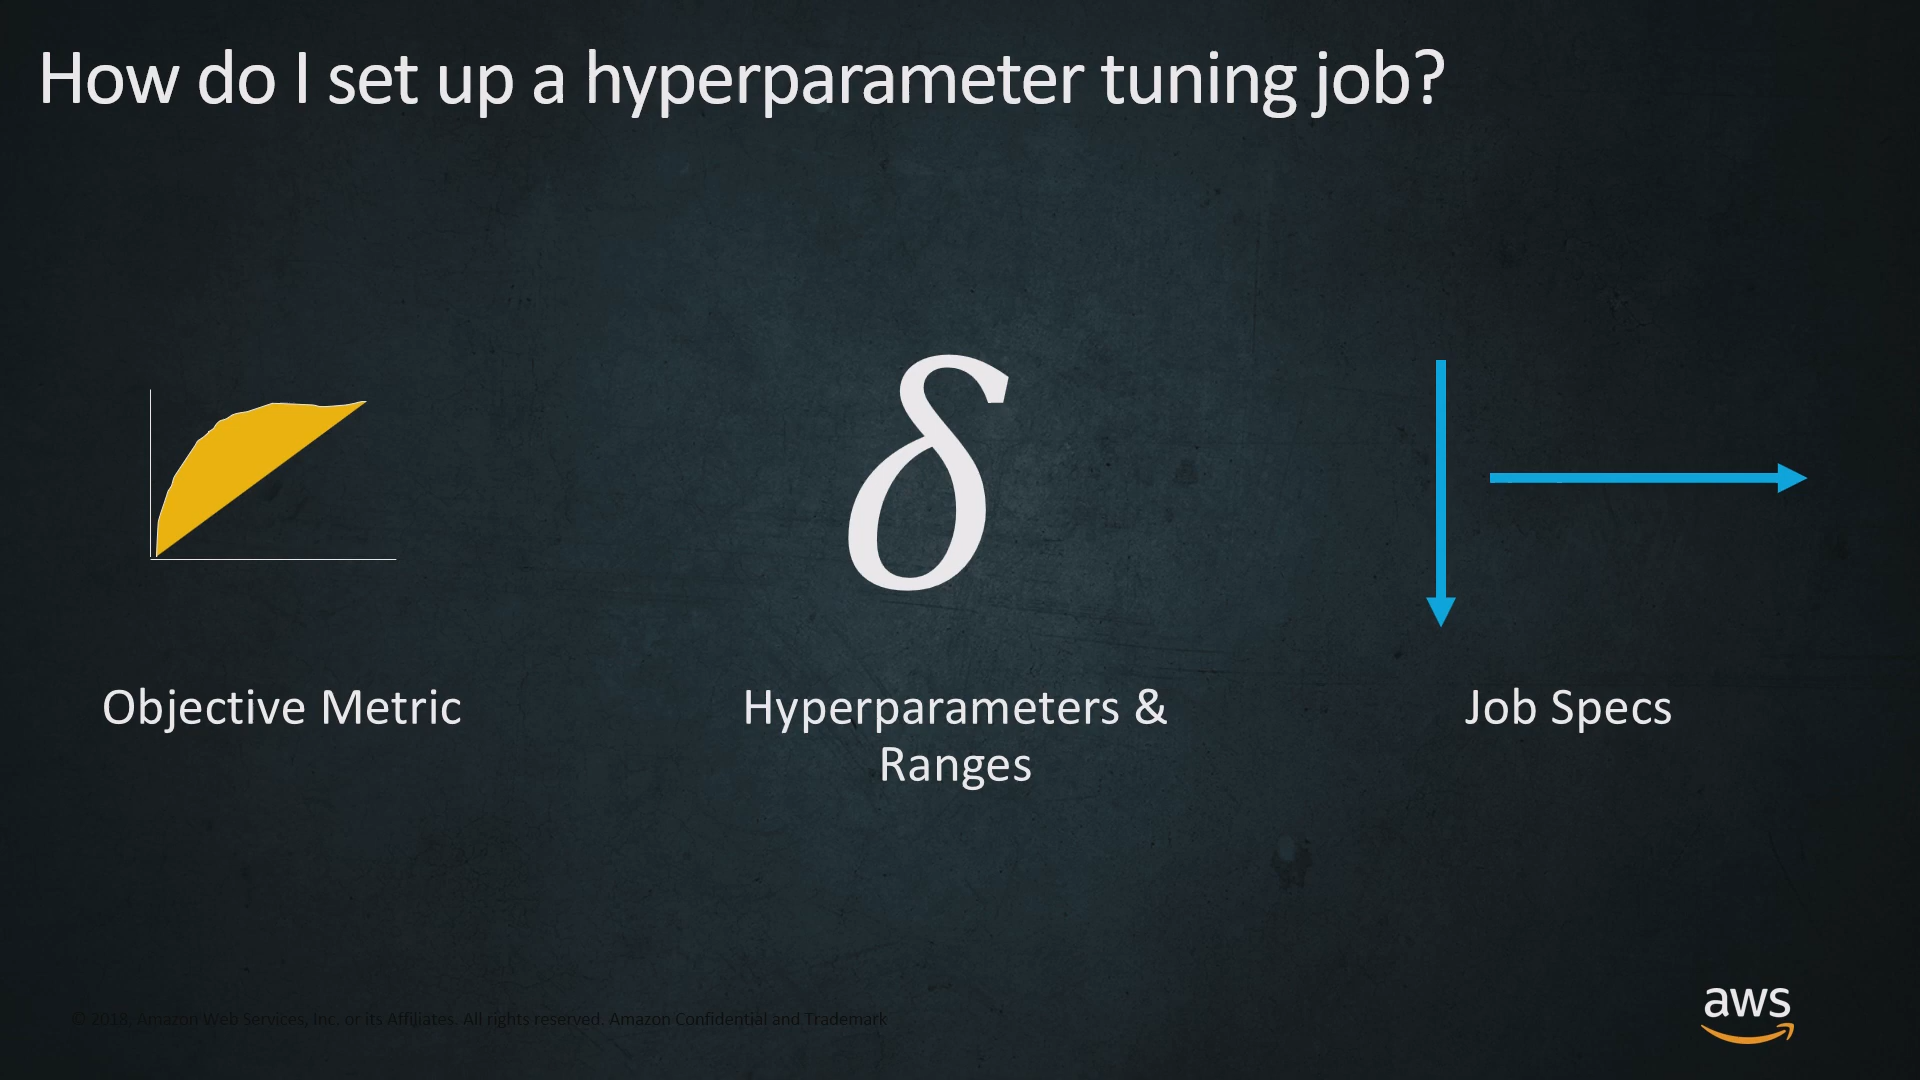 How do I set up a hyperparameter tuning job?
δ
Objective Metric
Hyperparameters &
Ranges
Job Specs
© 2018, Amazon Web Services, Inc. or its Affiliates. All rights reserved. Amazon Confidential and Trademark
aws